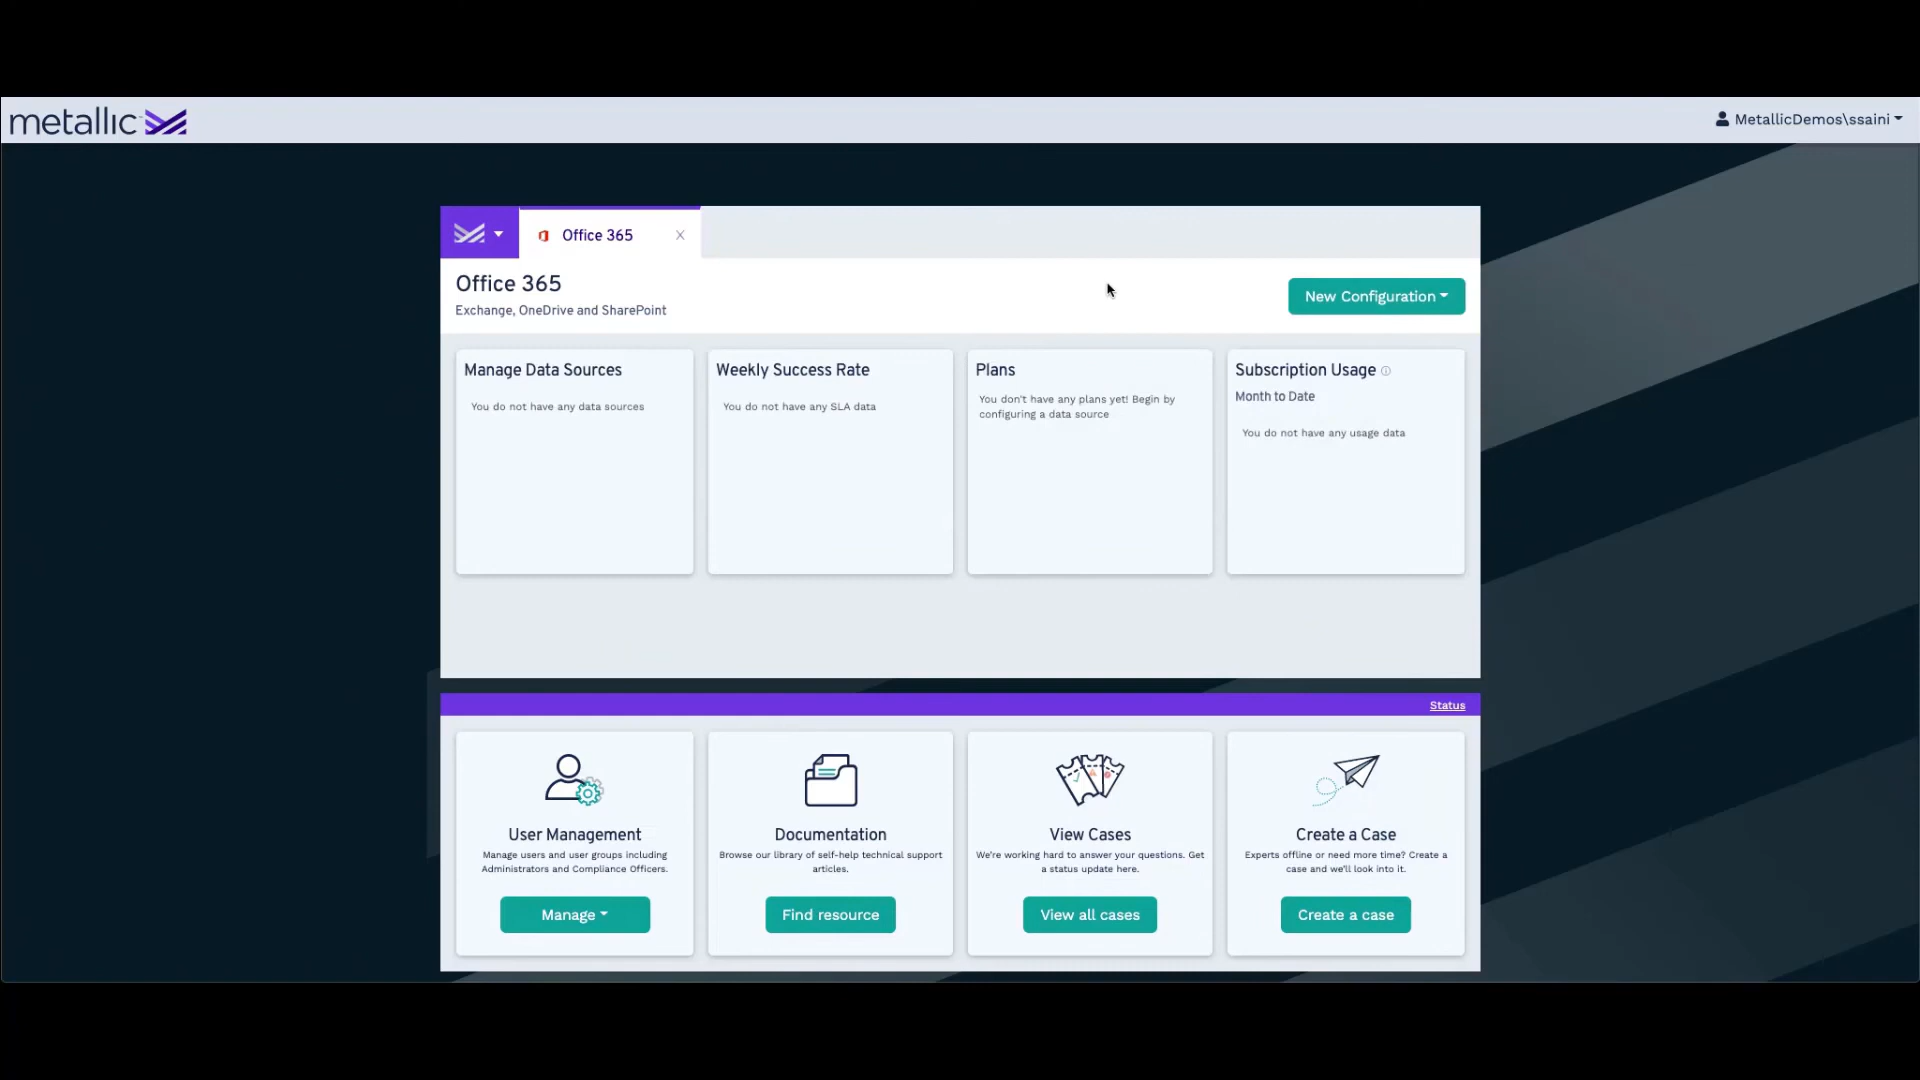 metallic
MetallicDemos\ssaini
Office 365
X
Office 365
Exchange, OneDrive and SharePoint
New Configuration
Manage Data Sources
You do not have any data sources
Weekly Success Rate
You do not have any SLA data
Plans
You don't have any plans yet! Begin by
configuring a data source
Subscription Usage
Month to Date
You do not have any usage data
Status
User Management
Manage users and user groups including
Administrators and Compliance Officers.
Manage
Documentation
Browse our library of self-help technical support
articles.
Find resource
View Cases
We're working hard to answer your questions. Get
a status update here.
View all cases
Create a Case
Experts offline or need more time? Create a
case and we'll look into it.
Create a case